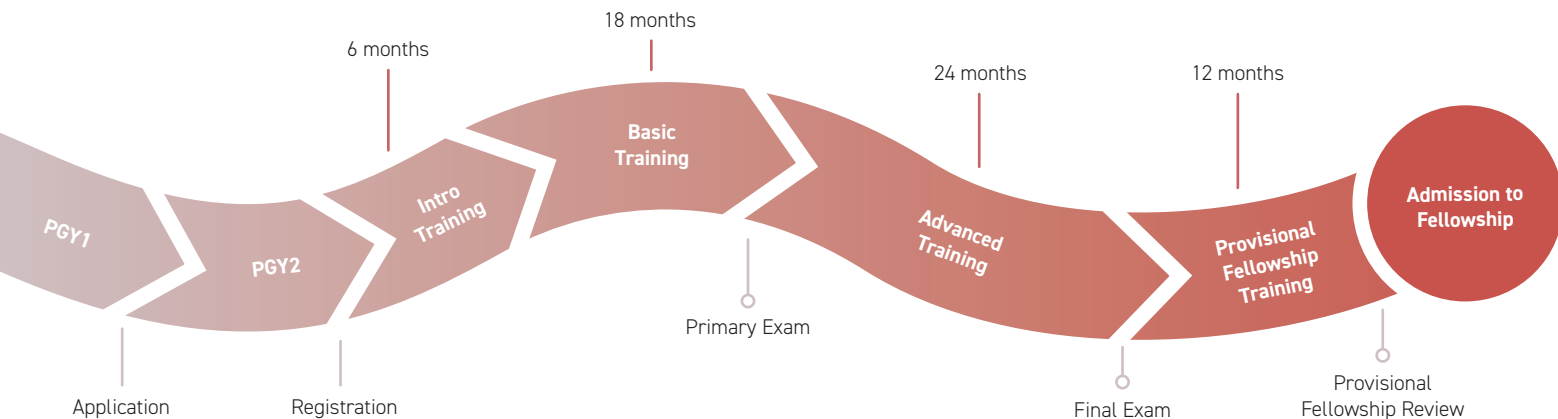 18 months
6 months
24 months
12 months
Basic
Training
Intro
Training
Admission to
Fellowship
PGY1
PGY2
Advanced
Training
Provisional
Fellowship
Training
Primary Exam
Application
Registration
Final Exam
Provisional
Fellowship Review